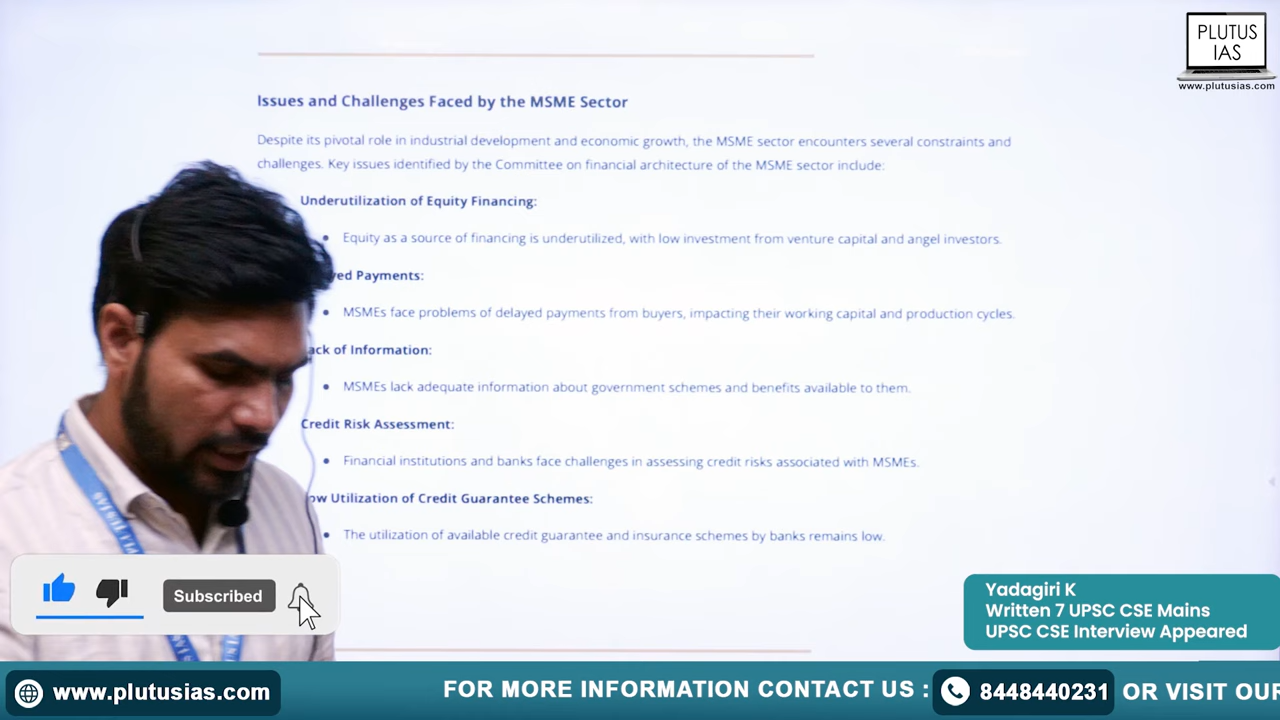 PLUTUS
IAS
www.plutusias.com
Issues and Challenges Faced by the MSME Sector
Despite its pivotal role in industrial development and economic growth, the MSME sector encounters several constraints and
challenges. Key issues identified by the Committee on financial architecture of the MSME sector include:
Underutilization of Equity Financing:
• Equity as a source of financing is underutilized, with low investment from venture capital and angel investors.
yed Payments:
• MSMEs face problems of delayed payments from buyers, impacting their working capital and production cycles.
ack of Information:
• MSMEs lack adequate information about government schemes and benefits available to them.
Credit Risk Assessment:
• Financial institutions and banks face challenges in assessing credit risks associated with MSMEs.
ow Utilization of Credit Guarantee Schemes:
• The utilization of available credit guarantee and insurance schemes by banks remains low.
Subscribed
Yadagiri K
Written 7 UPSC CSE Mains
UPSC CSE Interview Appeared
www.plutusias.com
FOR MORE INFORMATION CONTACT US : 8448440231 OR VISIT OUR